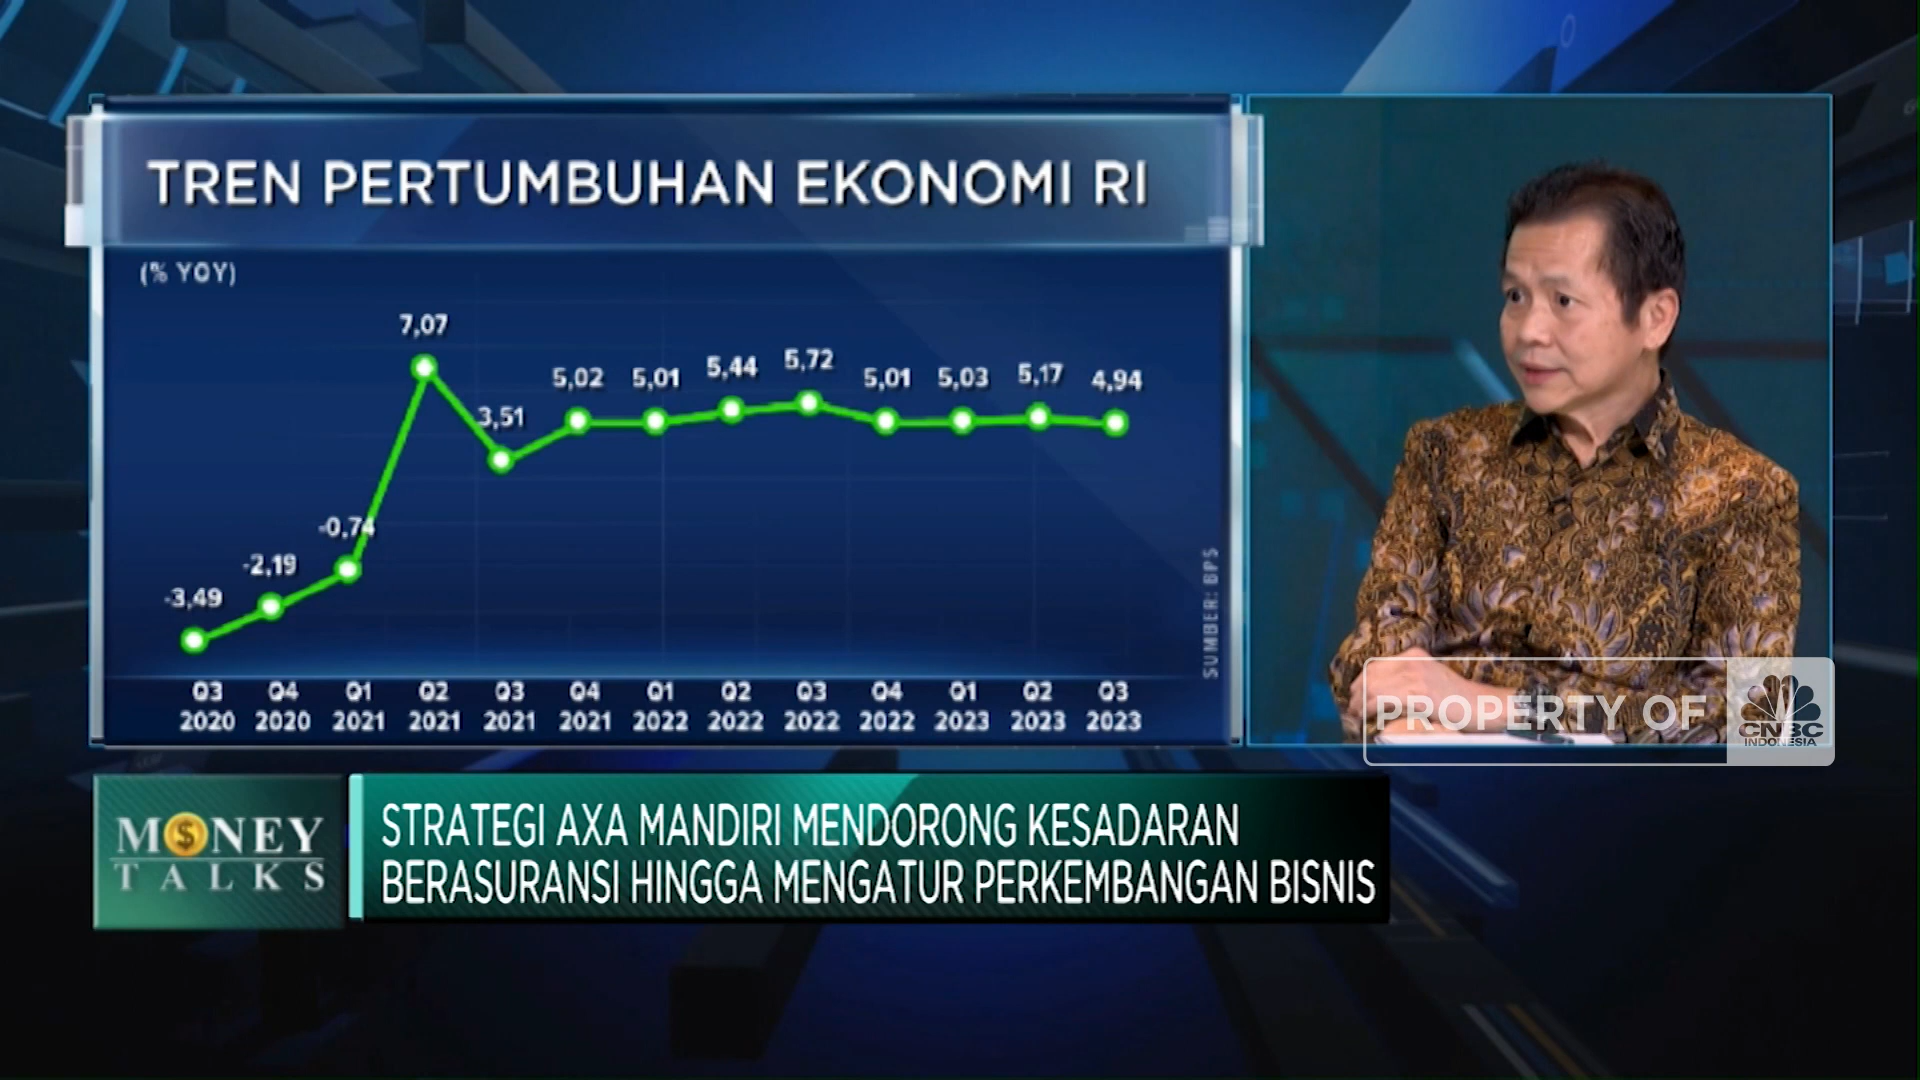 TREN PERTUMBUHAN EKONOMI RI
(% YOY)
7,07
5,72
5,44
5,02
5,01
5,01
5,03
5,17
4,94
3,51
-0,74
-2,19
-3,49
SUMBER: BPS
Q3 Q4 Q1 Q2 Q3 Q4 Q1 Q2 Q3 Q4 Q1 Q2 Q3
2020 2020 2021 2021 2021 2021 2022 2022 2022 2022 2023 2023 2023
PROPERTY OF
CNBC
INDONESIA
MONEY
TALKS
STRATEGI AXA MANDIRI MENDORONG KESADARAN
BERASURANSI HINGGA MENGATUR PERKEMBANGAN BISNIS